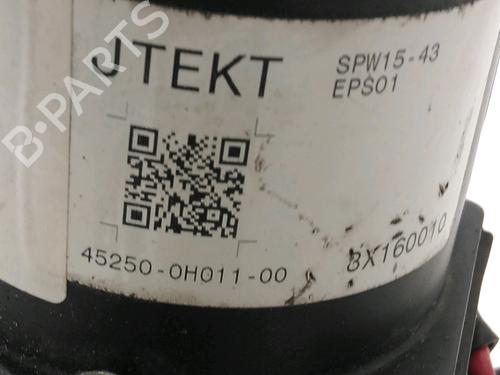 JTEKT
SPW15-43
EPS01
B-PARTS
45250-0H011-00
8X160010